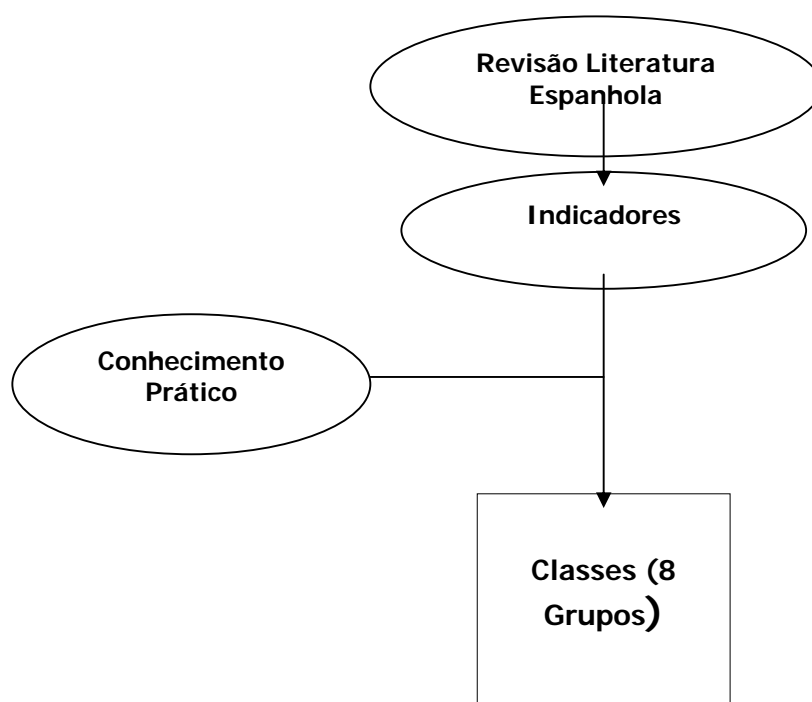 Revisão Literatura
Espanhola
Indicadores
Conhecimento
Prático
Classes (8
Grupos)